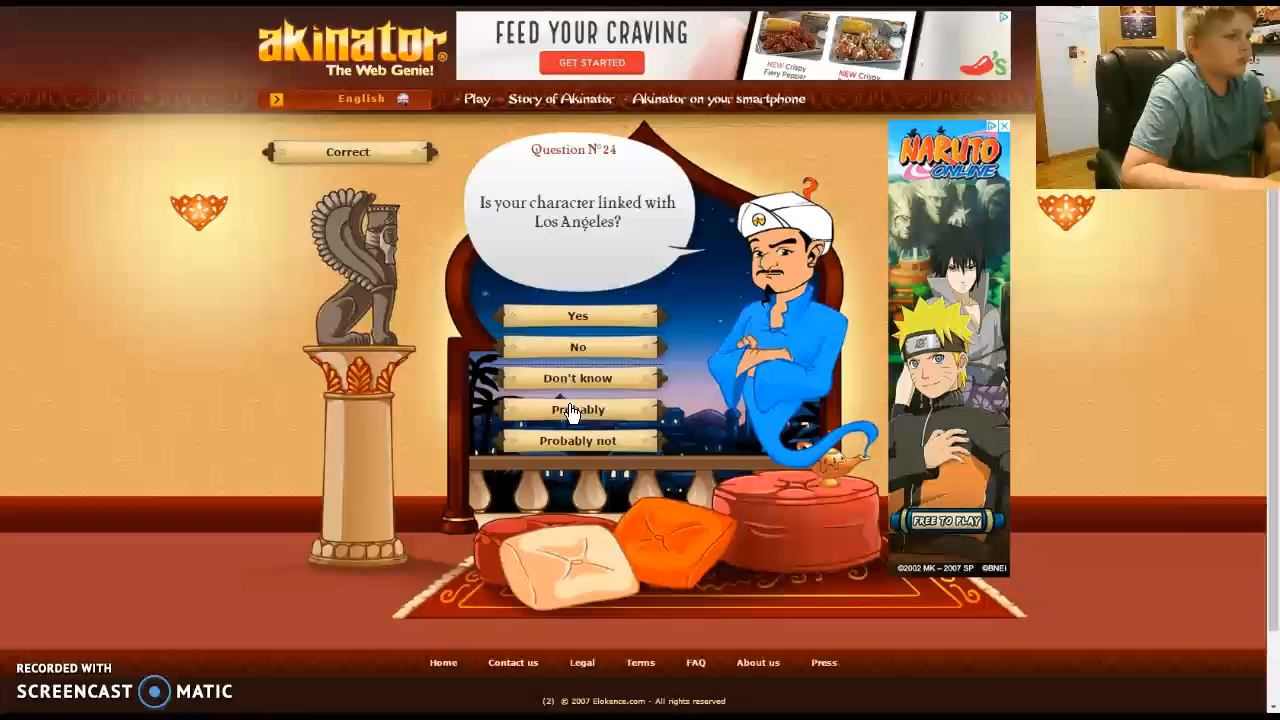 akinator®
The Web Genie!
FEED YOUR CRAVING
GET STARTED
NEW Crispy
Fiery Pepper
NEW Crispy
's
English
Play
Story of Akinator
Akinator on your smartphone
Correct
Question N°24
Is your character linked with
Los Angeles?
Yes
No
Don't know
Probably
Probably not
NARUTO
ONLINE
FREE TO PLAY
©2002 MK – 2007 SP ©BNEI
Home
Contact us
Legal
Terms
FAQ
About us
Press
(2) © 2007 Elokence.com - All rights reserved
RECORDED WITH
SCREENCAST MATIC